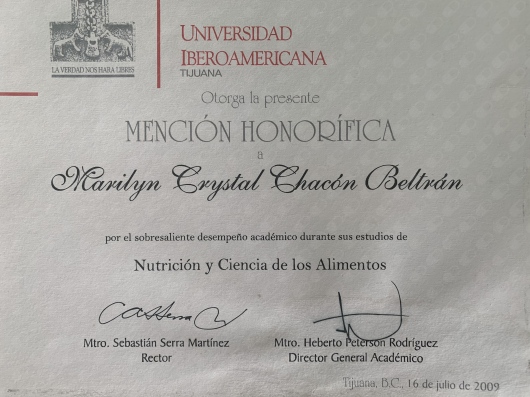 LA VERDAD NOS HARÁ LIBRES
UNIVERSIDAD
IBEROAMERICANA
TIJUANA
Otorga la presente
MENCIÓN HONORÍFICA
a
Marilyn Crystal Chacón Beltrán
por el sobresaliente desempeño académico durante sus estudios de
Nutrición y Ciencia de los Alimentos
Mtro. Sebastián Serra Martínez
Rector
Mtro. Heberto Peterson Rodríguez
Director General Académico
Tijuana, B.C., 16 de julio de 2009